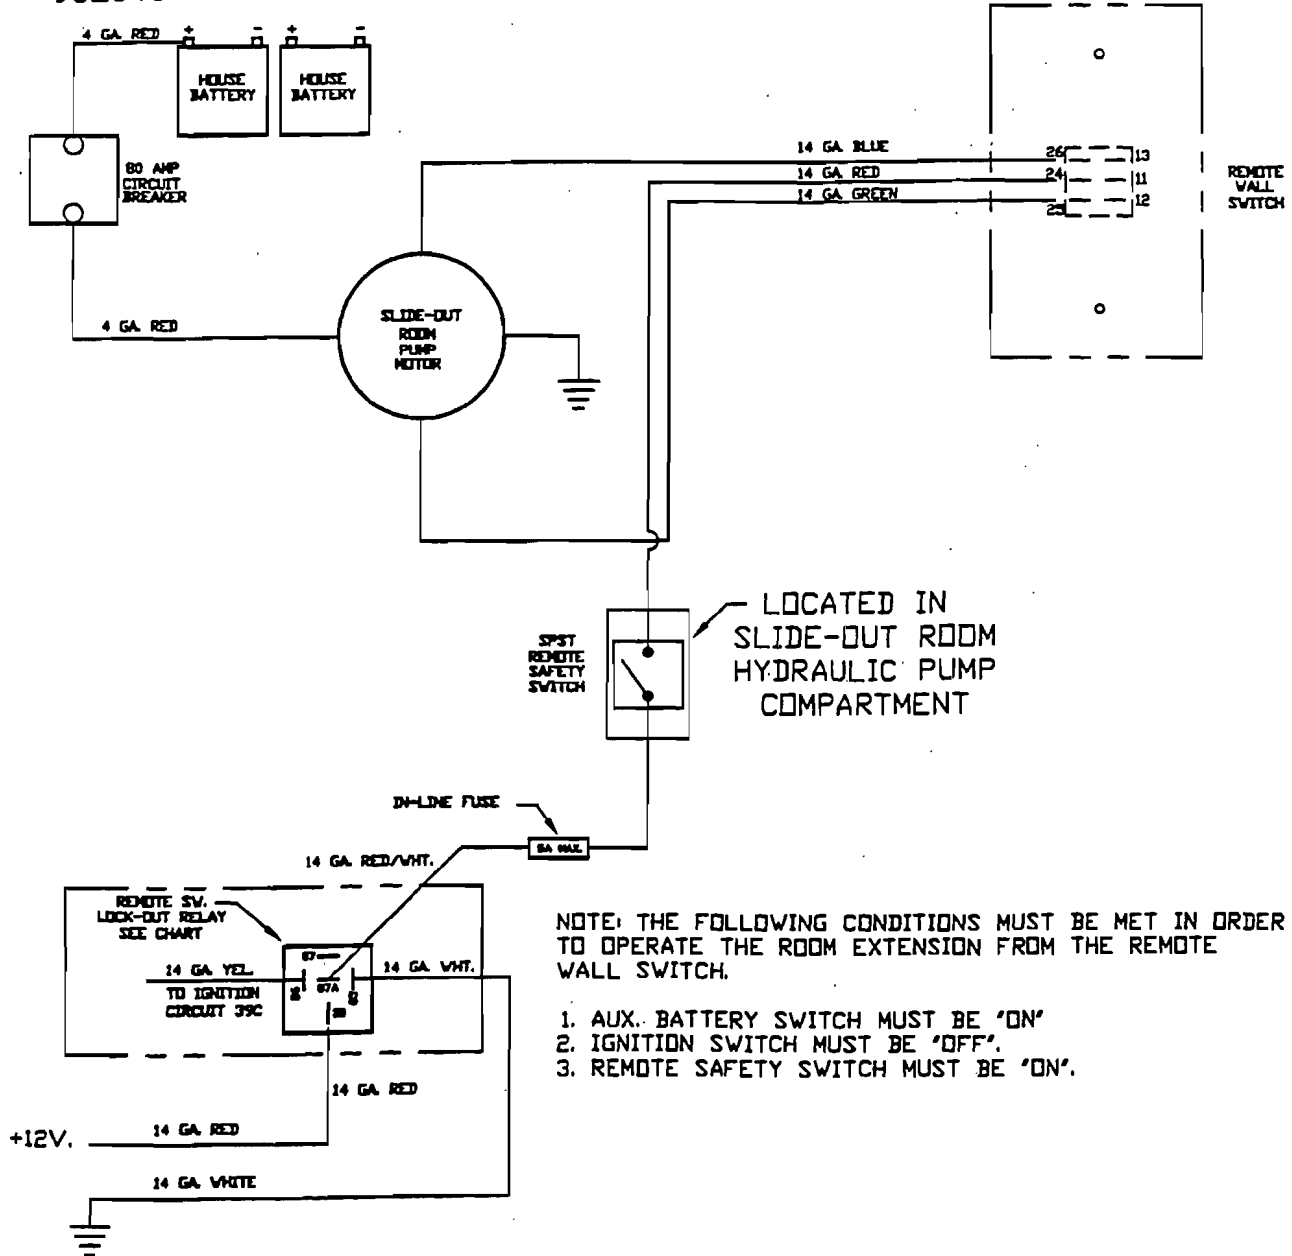 4 GA. RED
+ - + -
HOUSE
BATTERY
HOUSE
BATTERY
80 AMP
CIRCUIT
BREAKER
4 GA. RED
14 GA. BLUE
14 GA. RED
14 GA. GREEN
26
24
25
13
11
12
REMOTE
WALL
SWITCH
SLIDE-OUT
ROOM
PUMP
MOTOR
SPST
REMOTE
SAFETY
SWITCH
LOCATED IN
SLIDE-OUT ROOM
HYDRAULIC PUMP
COMPARTMENT
IN-LINE FUSE
5A MAX.
14 GA. RED/WHT.
REMOTE SW.
LOCK-OUT RELAY
SEE CHART
87
87A
14 GA. YEL.
TO IGNITION
CIRCUIT 39C
14 GA. WHT.
14 GA. RED
+12V.
14 GA. RED
14 GA. WHITE
NOTE: THE FOLLOWING CONDITIONS MUST BE MET IN ORDER
TO OPERATE THE ROOM EXTENSION FROM THE REMOTE
WALL SWITCH.
1. AUX. BATTERY SWITCH MUST BE "ON"
2. IGNITION SWITCH MUST BE "OFF".
3. REMOTE SAFETY SWITCH MUST BE "ON".